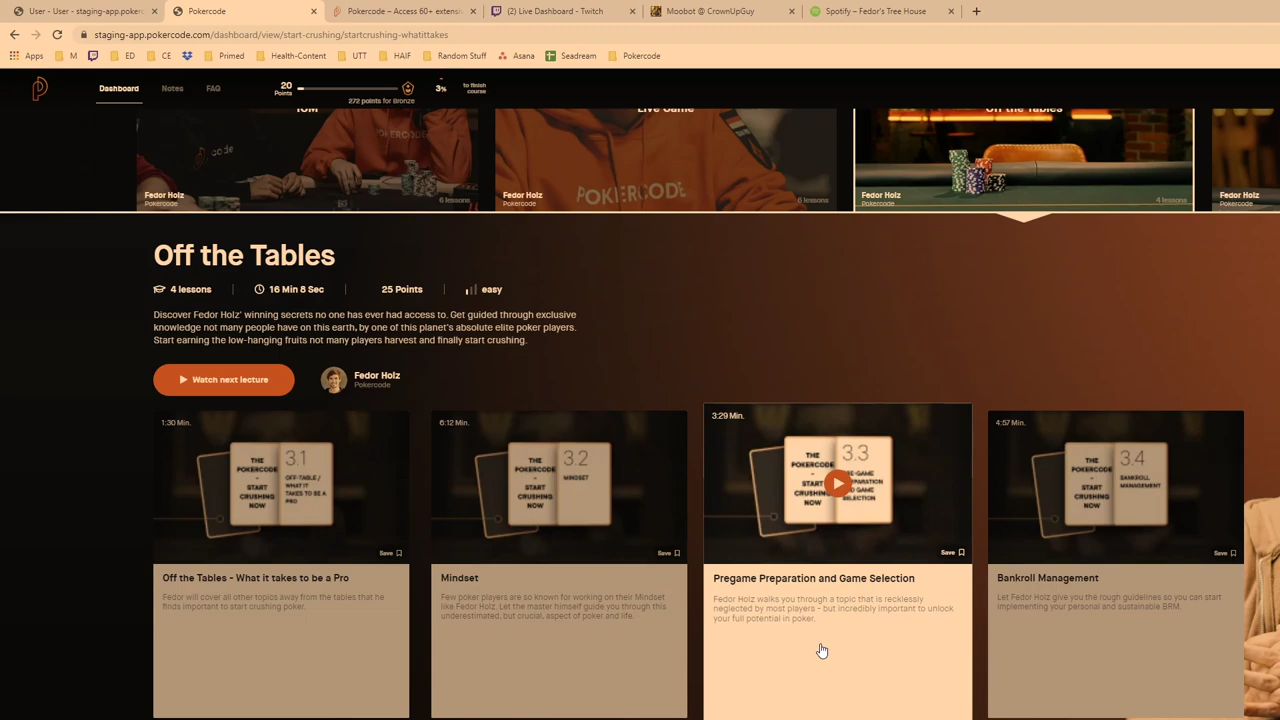 User - User - staging-app.poker
Pokercode
Pokercode – Access 60+ extensi
(2) Live Dashboard - Twitch
Moobot @ CrownUpGuy
Spotify – Fedor's Tree House
staging-app.pokercode.com/dashboard/view/start-crushing/startcrushing-whatittakes
Apps
M
ED
CE
Primed
Health-Content
UTT
HAIF
Random Stuff
Asana
Seadream
Pokercode
Dashboard
Notes
FAQ
20
Points
272 points for Bronze
3%
to finish
course
Live Game
Off the Tables
code
POKERCODE
POKERCODE
Fedor Holz
Pokercode
6 lessons
Fedor Holz
Pokercode
6 lessons
Fedor Holz
Pokercode
4 lessons
Fedor Holz
Pokercode
Off the Tables
4 lessons
16 Min 8 Sec
25 Points
easy
Discover Fedor Holz' winning secrets no one has ever had access to. Get guided through exclusive
knowledge not many people have on this earth, by one of this planet's absolute elite poker players.
Start earning the low-hanging fruits not many players harvest and finally start crushing.
Watch next lecture
Fedor Holz
Pokercode
1:30 Min.
THE
POKERCODE
-
START
CRUSHING
NOW
3.1
OFF-TABLE /
WHAT IT
TAKES TO BE A
PRO
Save
Off the Tables - What it takes to be a Pro
Fedor will cover all other topics away from the tables that he
finds important to start crushing poker.
6:12 Min.
THE
POKERCODE
-
START
CRUSHING
NOW
3.2
MINDSET
Save
Mindset
Few poker players are so known for working on their Mindset
like Fedor Holz. Let the master himself guide you through this
underestimated, but crucial, aspect of poker and life.
3:29 Min.
THE
POKERCODE
-
START
CRUSHING
NOW
3.3
Save
Pregame Preparation and Game Selection
Fedor Holz walks you through a topic that is recklessly
neglected by most players - but incredibly important to unlock
your full potential in poker.
4:57 Min.
THE
POKERCODE
-
START
CRUSHING
NOW
3.4
BANKROLL
MANAGEMENT
Save
Bankroll Management
Let Fedor Holz give you the rough guidelines so you can start
implementing your personal and sustainable BRM.